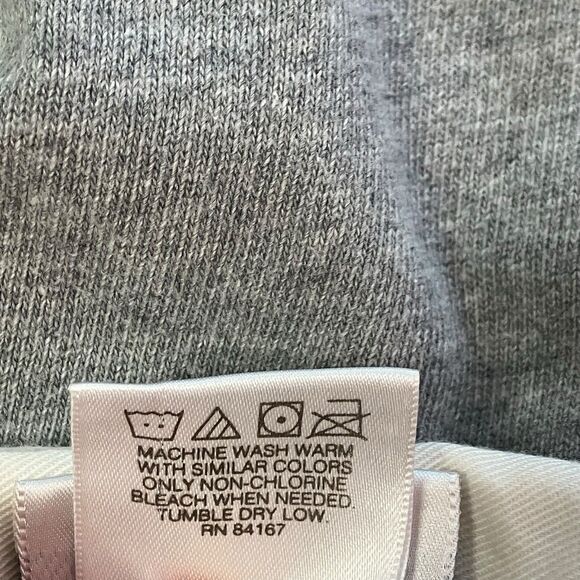 MACHINE WASH WARM
WITH SIMILAR COLORS
ONLY NON-CHLORINE
BLEACH WHEN NEEDED.
TUMBLE DRY LOW.
RN 84167